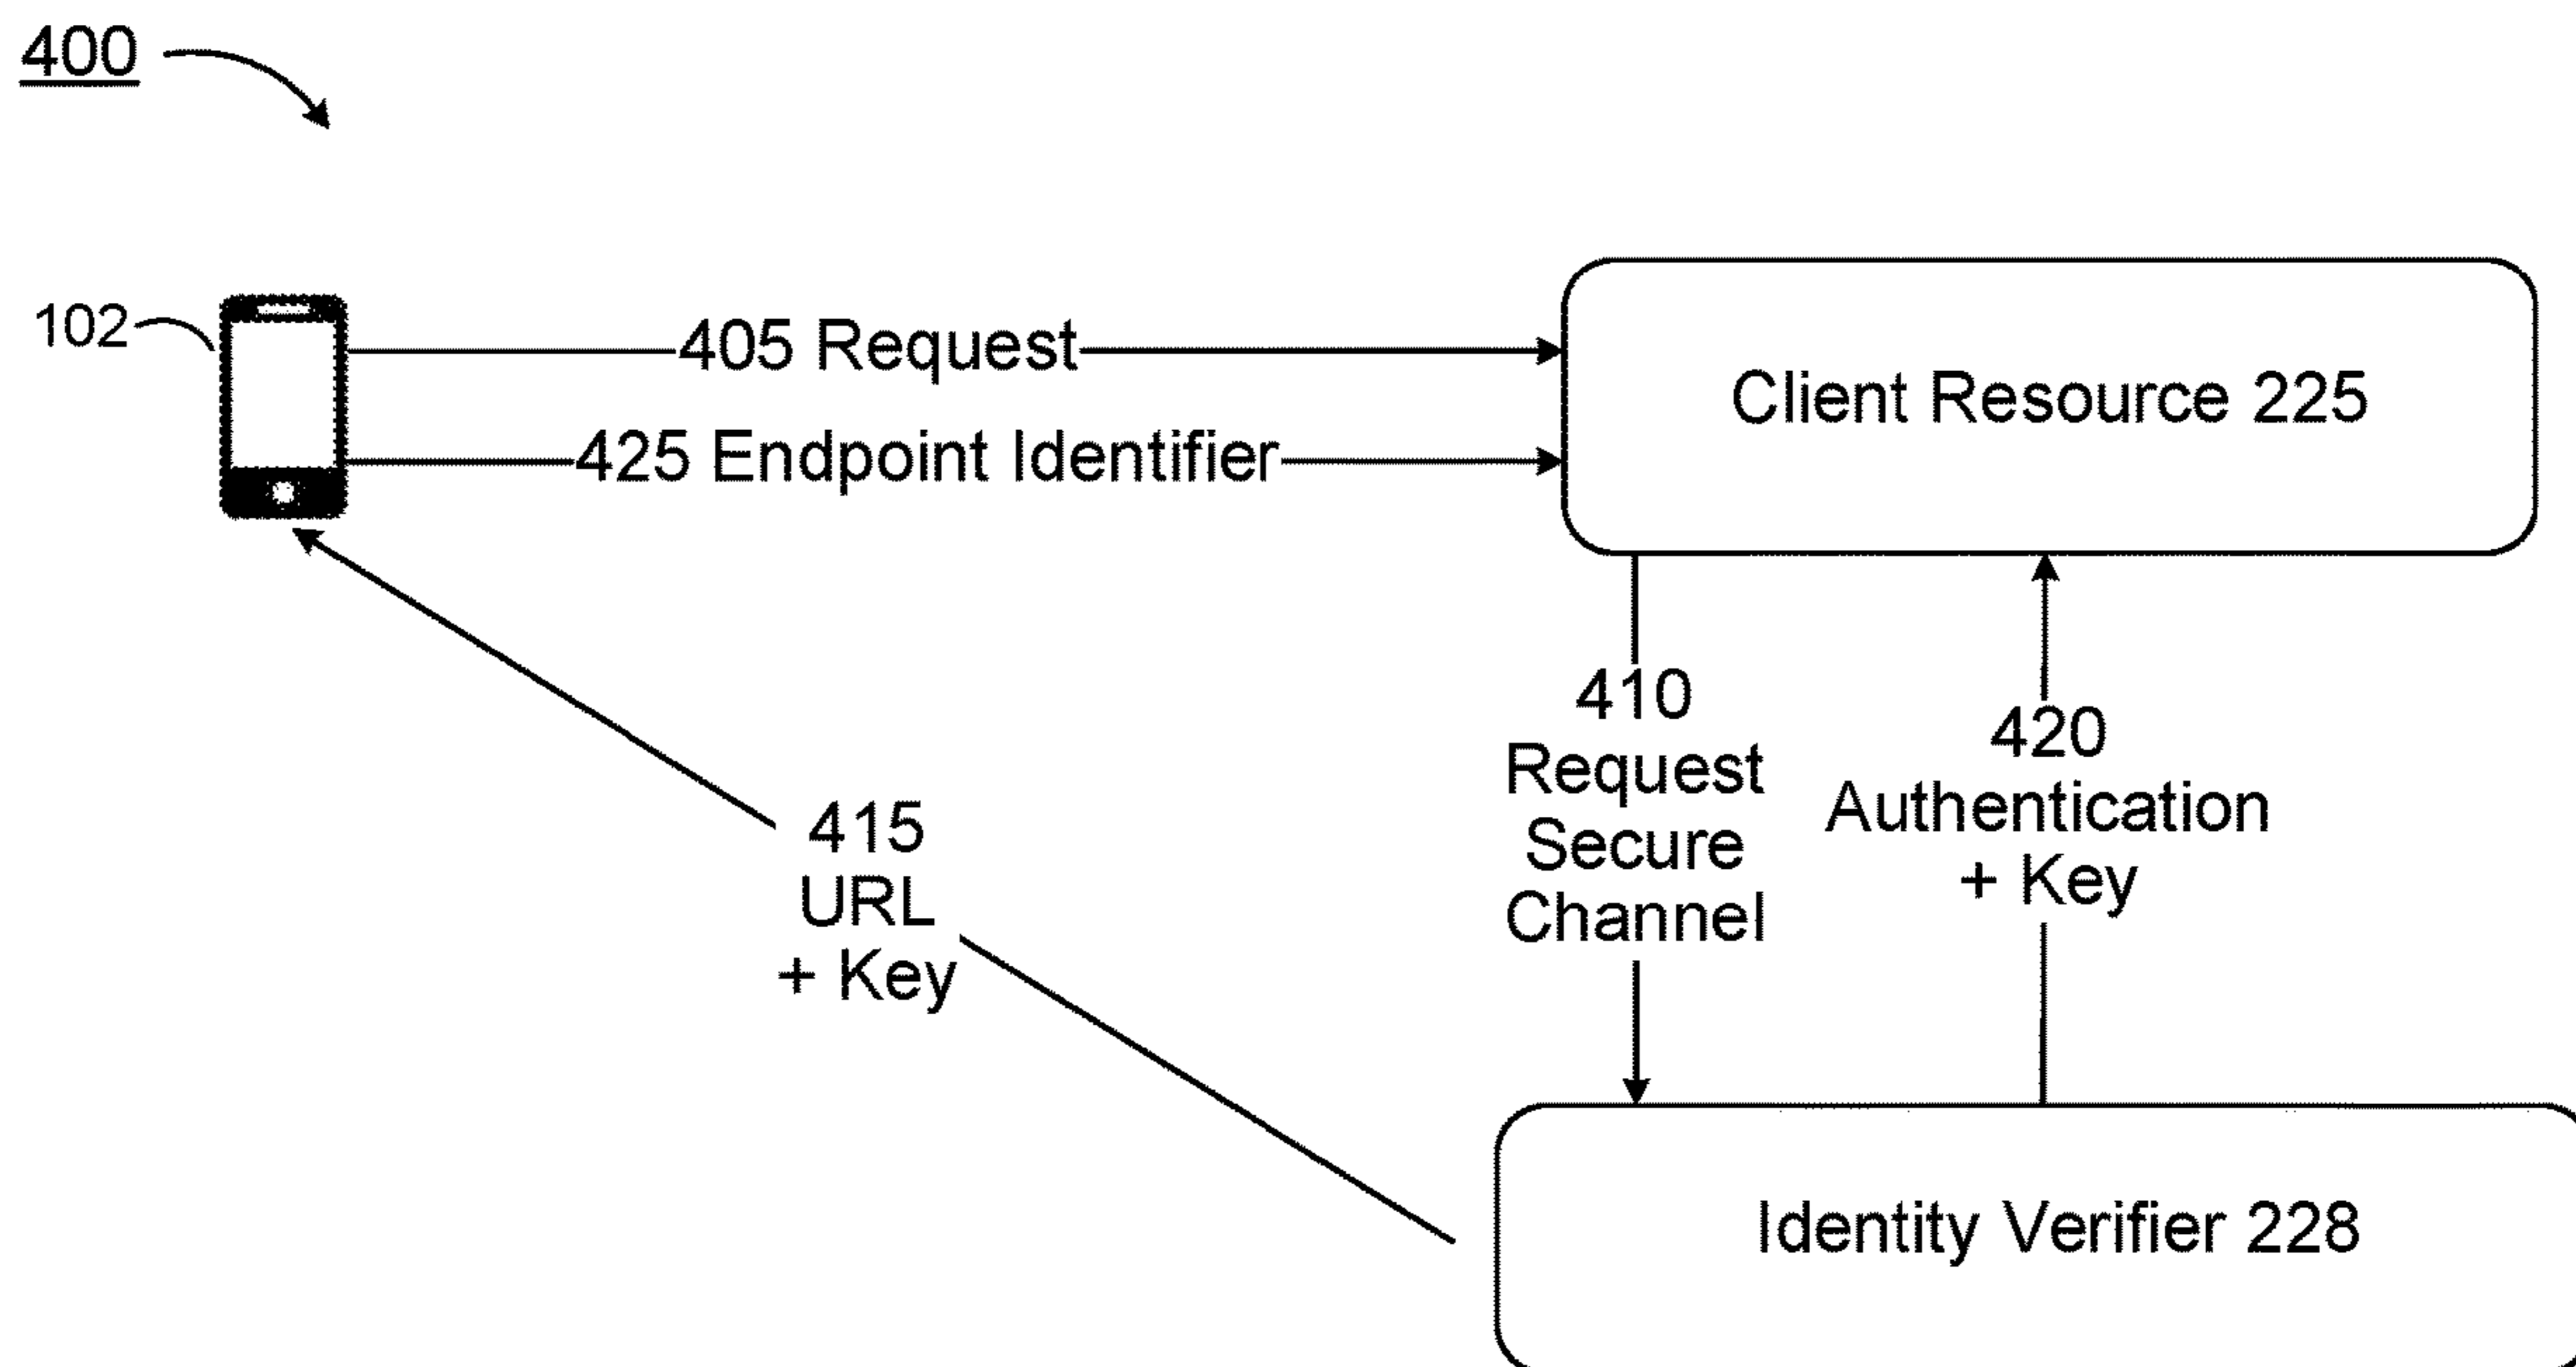 400
102
405 Request
425 Endpoint Identifier
Client Resource 225
410
Request
Secure
Channel
420
Authentication
+ Key
415
URL
+ Key
Identity Verifier 228